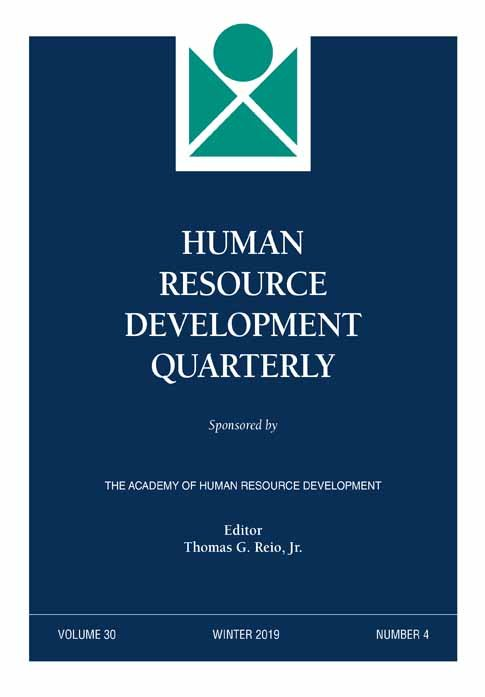 HUMAN
RESOURCE
DEVELOPMENT
QUARTERLY
Sponsored by
THE ACADEMY OF HUMAN RESOURCE DEVELOPMENT
Editor
Thomas G. Reio, Jr.
VOLUME 30 WINTER 2019 NUMBER 4